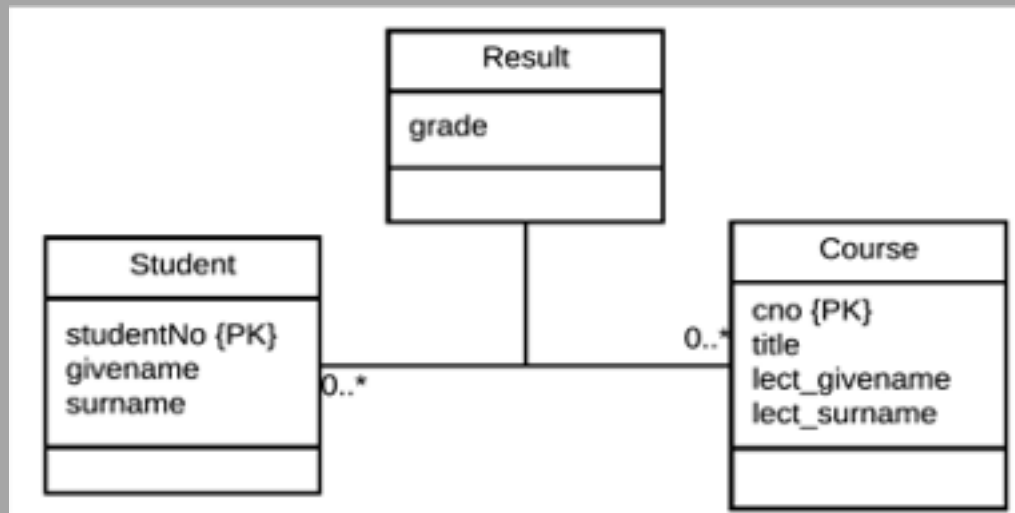 Result
grade
Student
studentNo {PK}
givename
surname
0..*
0..*
Course
cno {PK}
title
lect_givename
lect_surname